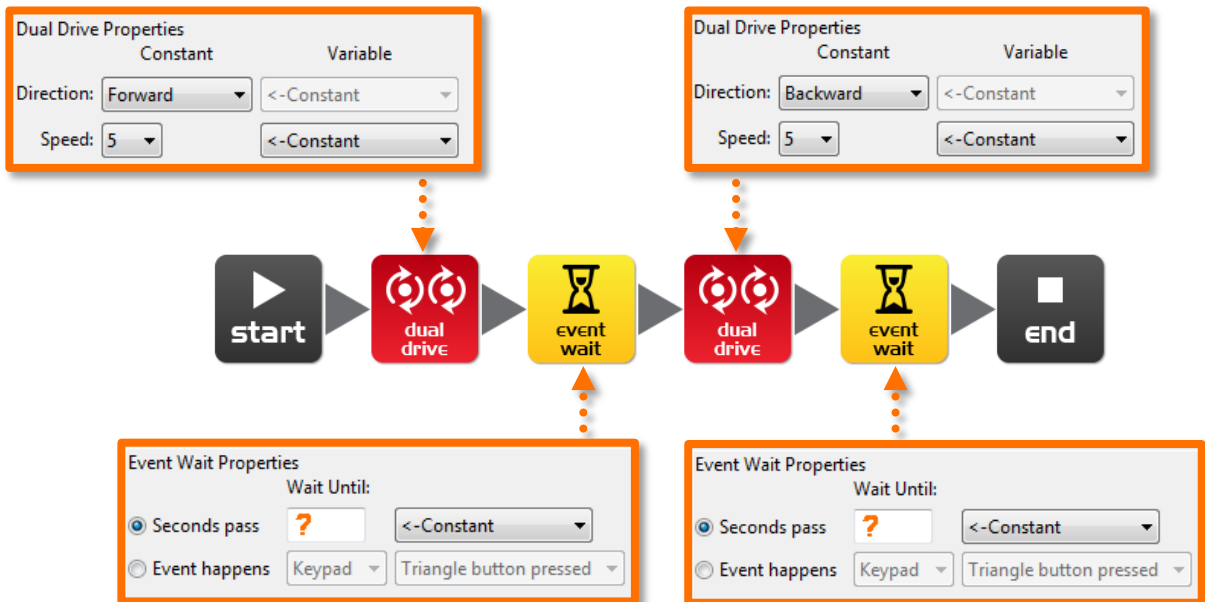 Dual Drive Properties
Constant Variable
Direction: Forward <-Constant
Speed: 5 <-Constant
Dual Drive Properties
Constant Variable
Direction: Backward <-Constant
Speed: 5 <-Constant
start
dual
drive
event
wait
dual
drive
event
wait
end
Event Wait Properties
Wait Until:
Seconds pass ? <-Constant
Event happens Keypad Triangle button pressed
Event Wait Properties
Wait Until:
Seconds pass ? <-Constant
Event happens Keypad Triangle button pressed